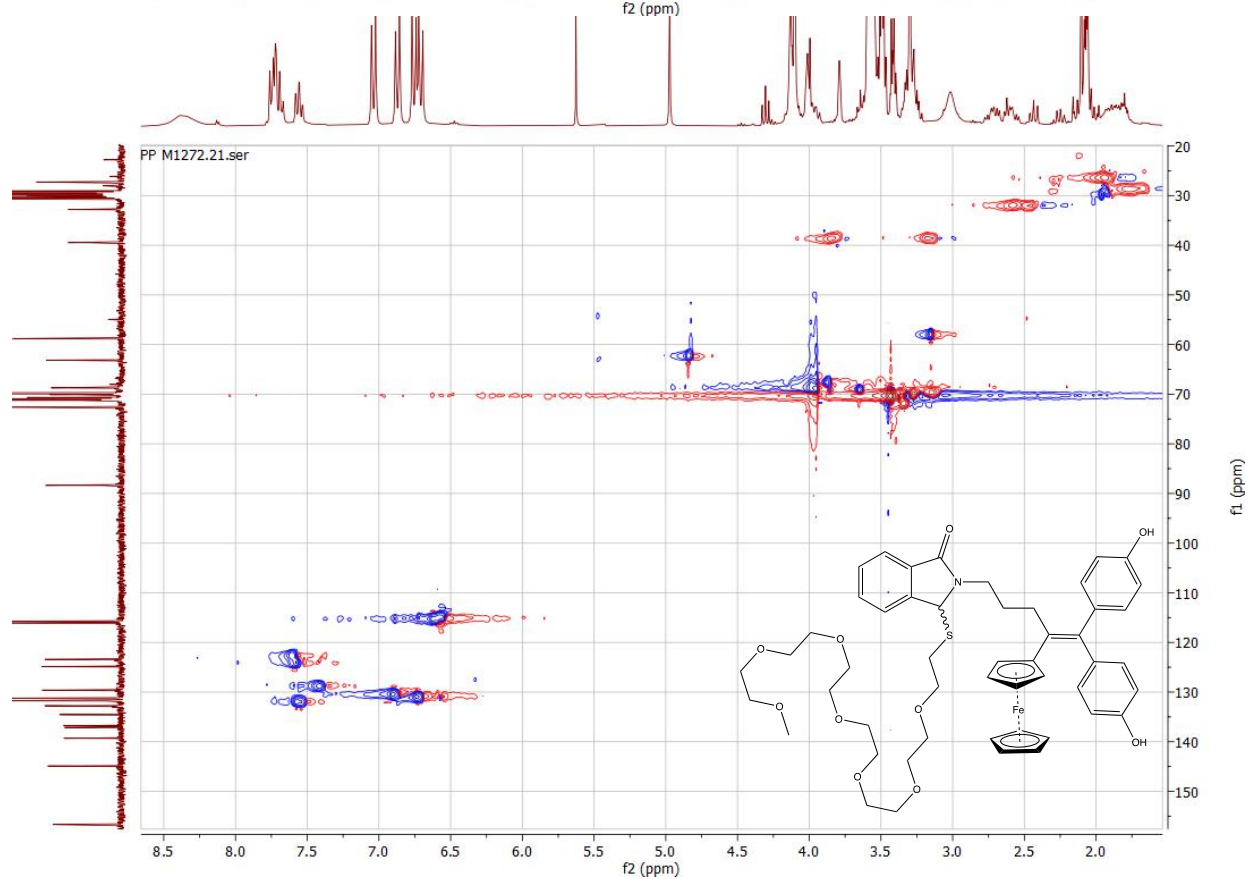 f2 (ppm)
PP M1272.21.ser
20
30
40
50
60
70
80
90
100
110
120
130
140
150
f1 (ppm)
O
OH
N
S
O
O
O
O
O
O
O
Fe
OH
8.5 8.0 7.5 7.0 6.5 6.0 5.5 5.0 4.5 4.0 3.5 3.0 2.5 2.0
f2 (ppm)